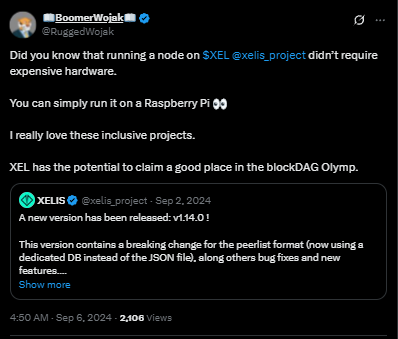 📖BoomerWojak📖
@RuggedWojak
Did you know that running a node on $XEL @xelis_project didn’t require
expensive hardware.
You can simply run it on a Raspberry Pi 👀
I really love these inclusive projects.
XEL has the potential to claim a good place in the blockDAG Olymp.
XELIS @xelis_project · Sep 2, 2024
A new version has been released: v1.14.0 !
This version contains a breaking change for the peerlist format (now using a
dedicated DB instead of the JSON file), along others bug fixes and new
features....
Show more
4:50 AM · Sep 6, 2024 · 2,106 Views